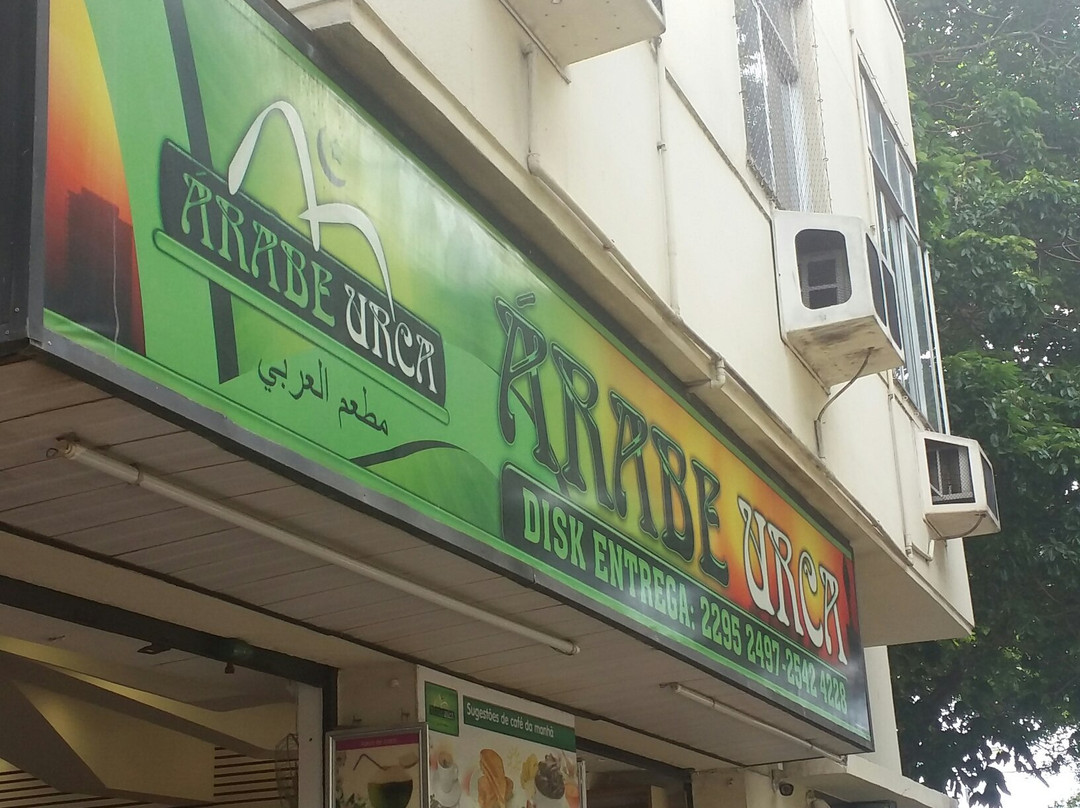 ÁRABE URCA
مطعم العربي
ÁRABE URCA
DISK ENTREGA: 2295 2497-2542 4228
Sugestões de café da manhã